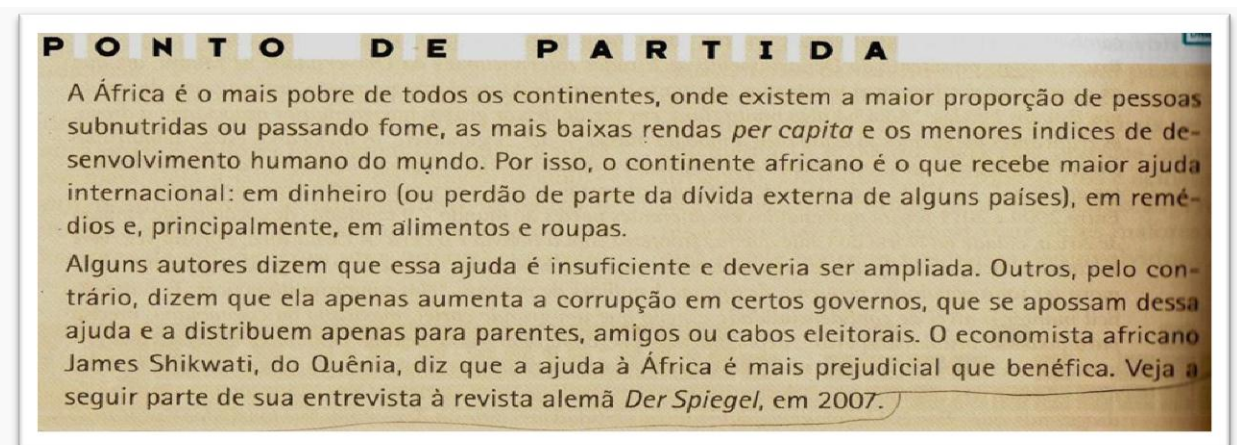 PONTO DE PARTIDA
A África é o mais pobre de todos os continentes, onde existem a maior proporção de pessoas
subnutridas ou passando fome, as mais baixas rendas per capita e os menores índices de de-
senvolvimento humano do mundo. Por isso, o continente africano é o que recebe maior ajuda
internacional: em dinheiro (ou perdão de parte da dívida externa de alguns países), em remé-
dios e, principalmente, em alimentos e roupas.
Alguns autores dizem que essa ajuda é insuficiente e deveria ser ampliada. Outros, pelo con-
trário, dizem que ela apenas aumenta a corrupção em certos governos, que se apossam dessa
ajuda e a distribuem apenas para parentes, amigos ou cabos eleitorais. O economista africano
James Shikwati, do Quênia, diz que a ajuda à África é mais prejudicial que benéfica. Veja a
seguir parte de sua entrevista à revista alemã Der Spiegel, em 2007.